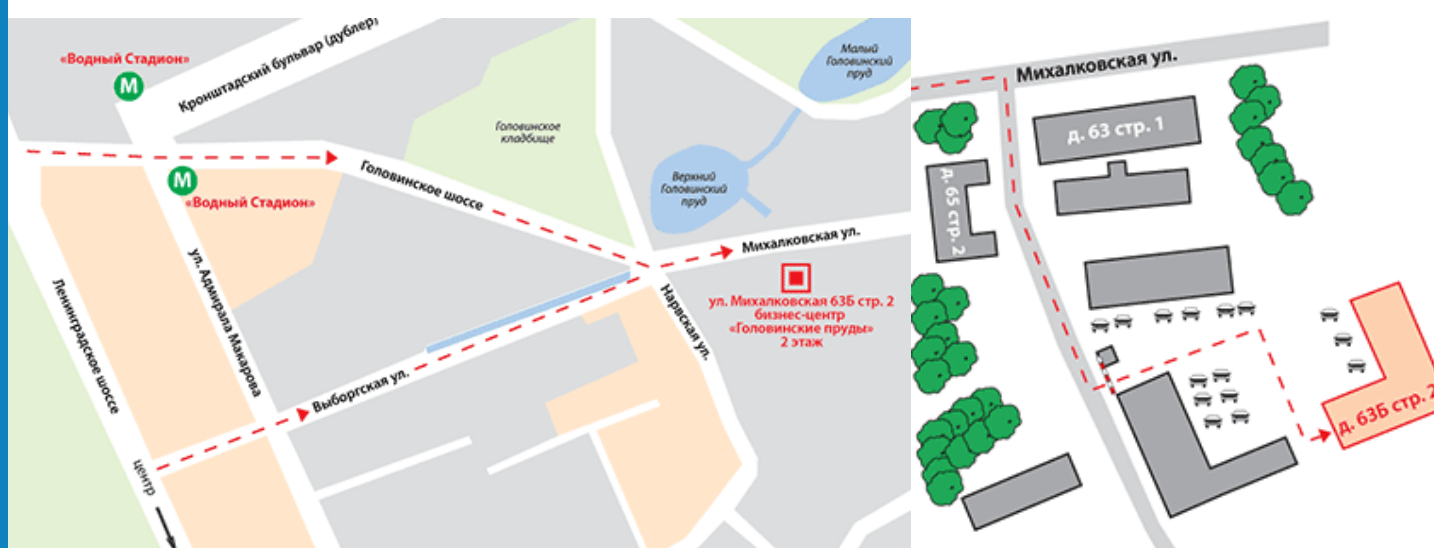 «Водный Стадион»
М
Кронштадский бульвар (дублер)
Малый
Головинский
пруд
Головинское
кладбище
Верхний
Головинский
пруд
М
«Водный Стадион»
Головинское шоссе
Михалковская ул.
ул. Михалковская 63Б стр. 2
бизнес-центр
«Головинские пруды»
2 этаж
Нарвская ул.
ул. Адмирала Макарова
Ленинградское шоссе
Выборгская ул.
центр
Михалковская ул.
д. 63 стр. 1
д. 65 стр. 2
д. 63Б стр. 2